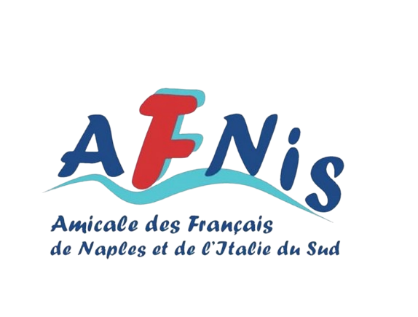 AFNiS
Amicale des Français
de Naples et de l'Italie du Sud